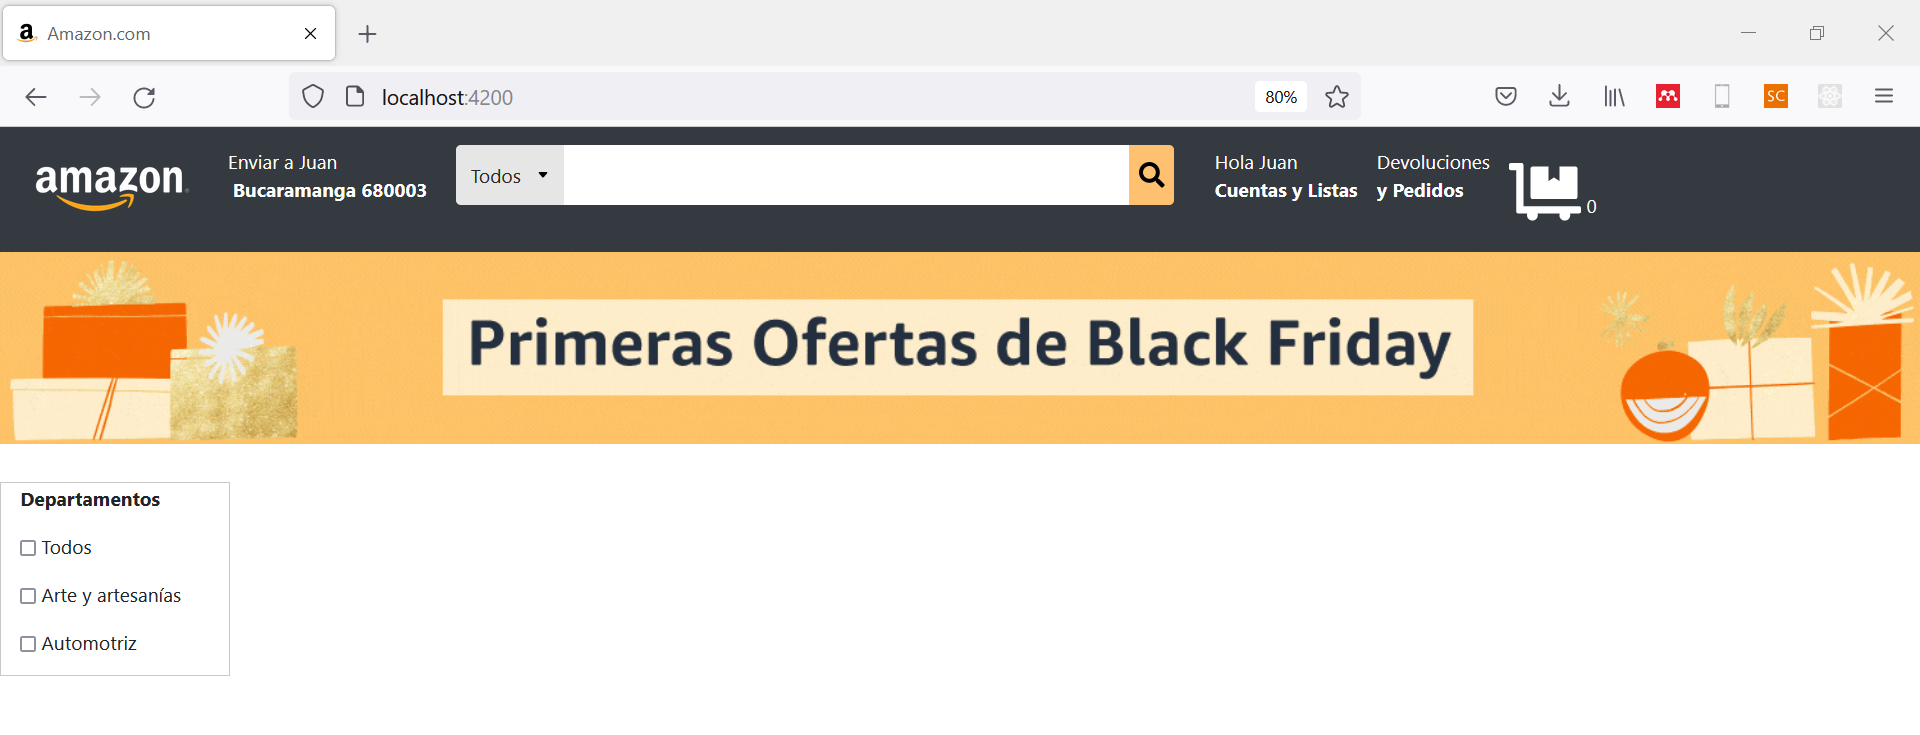 Amazon.com
localhost:4200
80%
SC
amazon
Enviar a Juan
Bucaramanga 680003
Todos
Hola Juan
Cuentas y Listas
Devoluciones
y Pedidos
0
Primeras Ofertas de Black Friday
Departamentos
Todos
Arte y artesanías
Automotriz